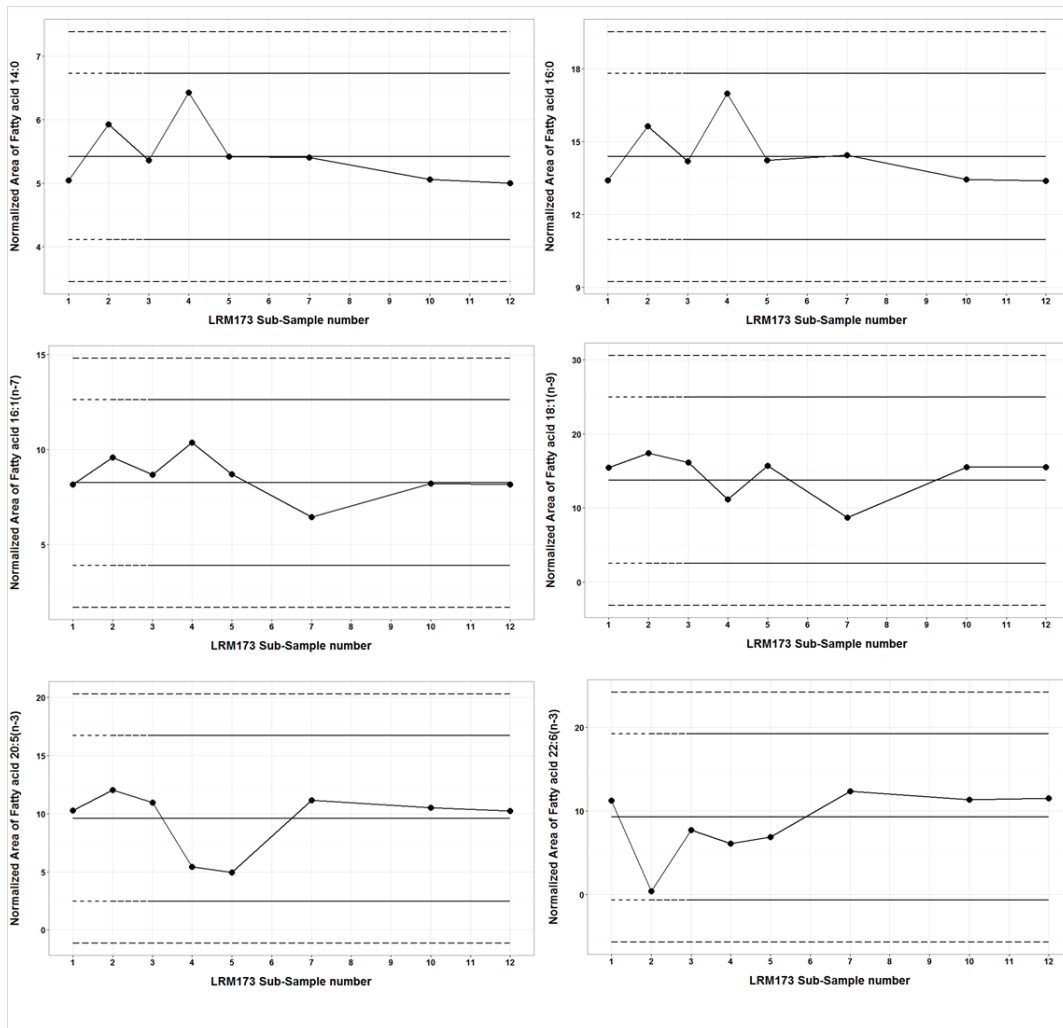 Normalized Area of Fatty acid 14:0
7
6
5
4
1 2 3 4 5 6 7 8 9 10 11 12
LRM173 Sub-Sample number
Normalized Area of Fatty acid 16:0
18
15
12
9
1 2 3 4 5 6 7 8 9 10 11 12
LRM173 Sub-Sample number
Normalized Area of Fatty acid 16:1(n-7)
15
10
5
1 2 3 4 5 6 7 8 9 10 11 12
LRM173 Sub-Sample number
Normalized Area of Fatty acid 18:1(n-9)
30
20
10
0
1 2 3 4 5 6 7 8 9 10 11 12
LRM173 Sub-Sample number
Normalized Area of Fatty acid 20:5(n-3)
20
15
10
5
0
1 2 3 4 5 6 7 8 9 10 11 12
LRM173 Sub-Sample number
Normalized Area of Fatty acid 22:6(n-3)
20
10
0
1 2 3 4 5 6 7 8 9 10 11 12
LRM173 Sub-Sample number